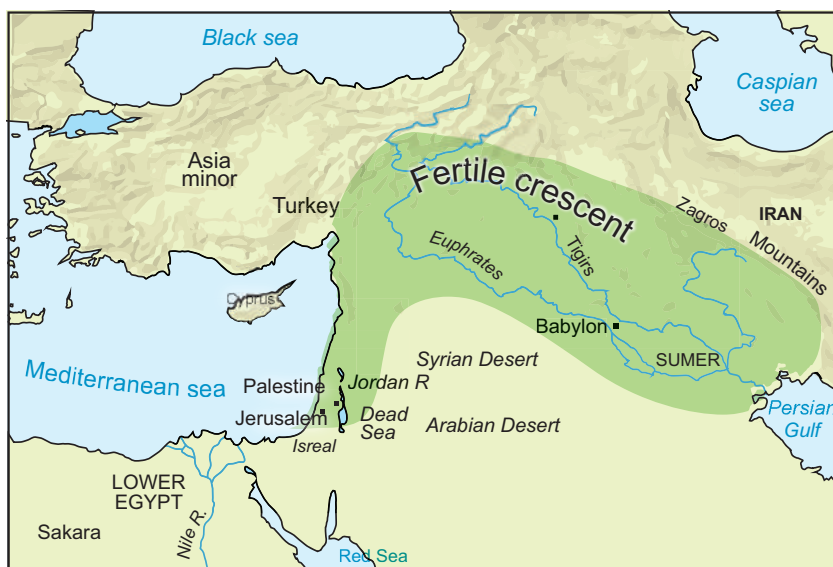 Black sea
Caspian
sea
Asia
minor
Turkey
Fertile crescent
Zagros
Mountains
IRAN
Euphrates
Tigirs
Cyprus
Babylon
SUMER
Syrian Desert
Mediterranean sea
Palestine
Jordan R
Jerusalem
Dead
Sea
Arabian Desert
Persian
Gulf
Isreal
LOWER
EGYPT
Sakara
Nile R.
Red Sea